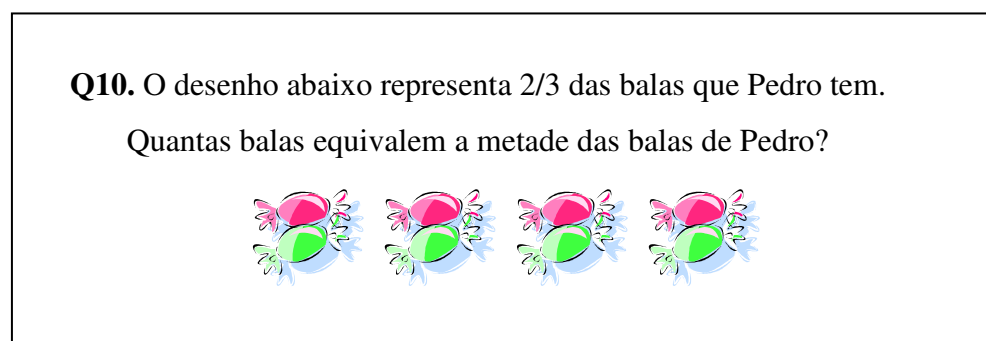 Q10. O desenho abaixo representa 2/3 das balas que Pedro tem.
Quantas balas equivalem a metade das balas de Pedro?